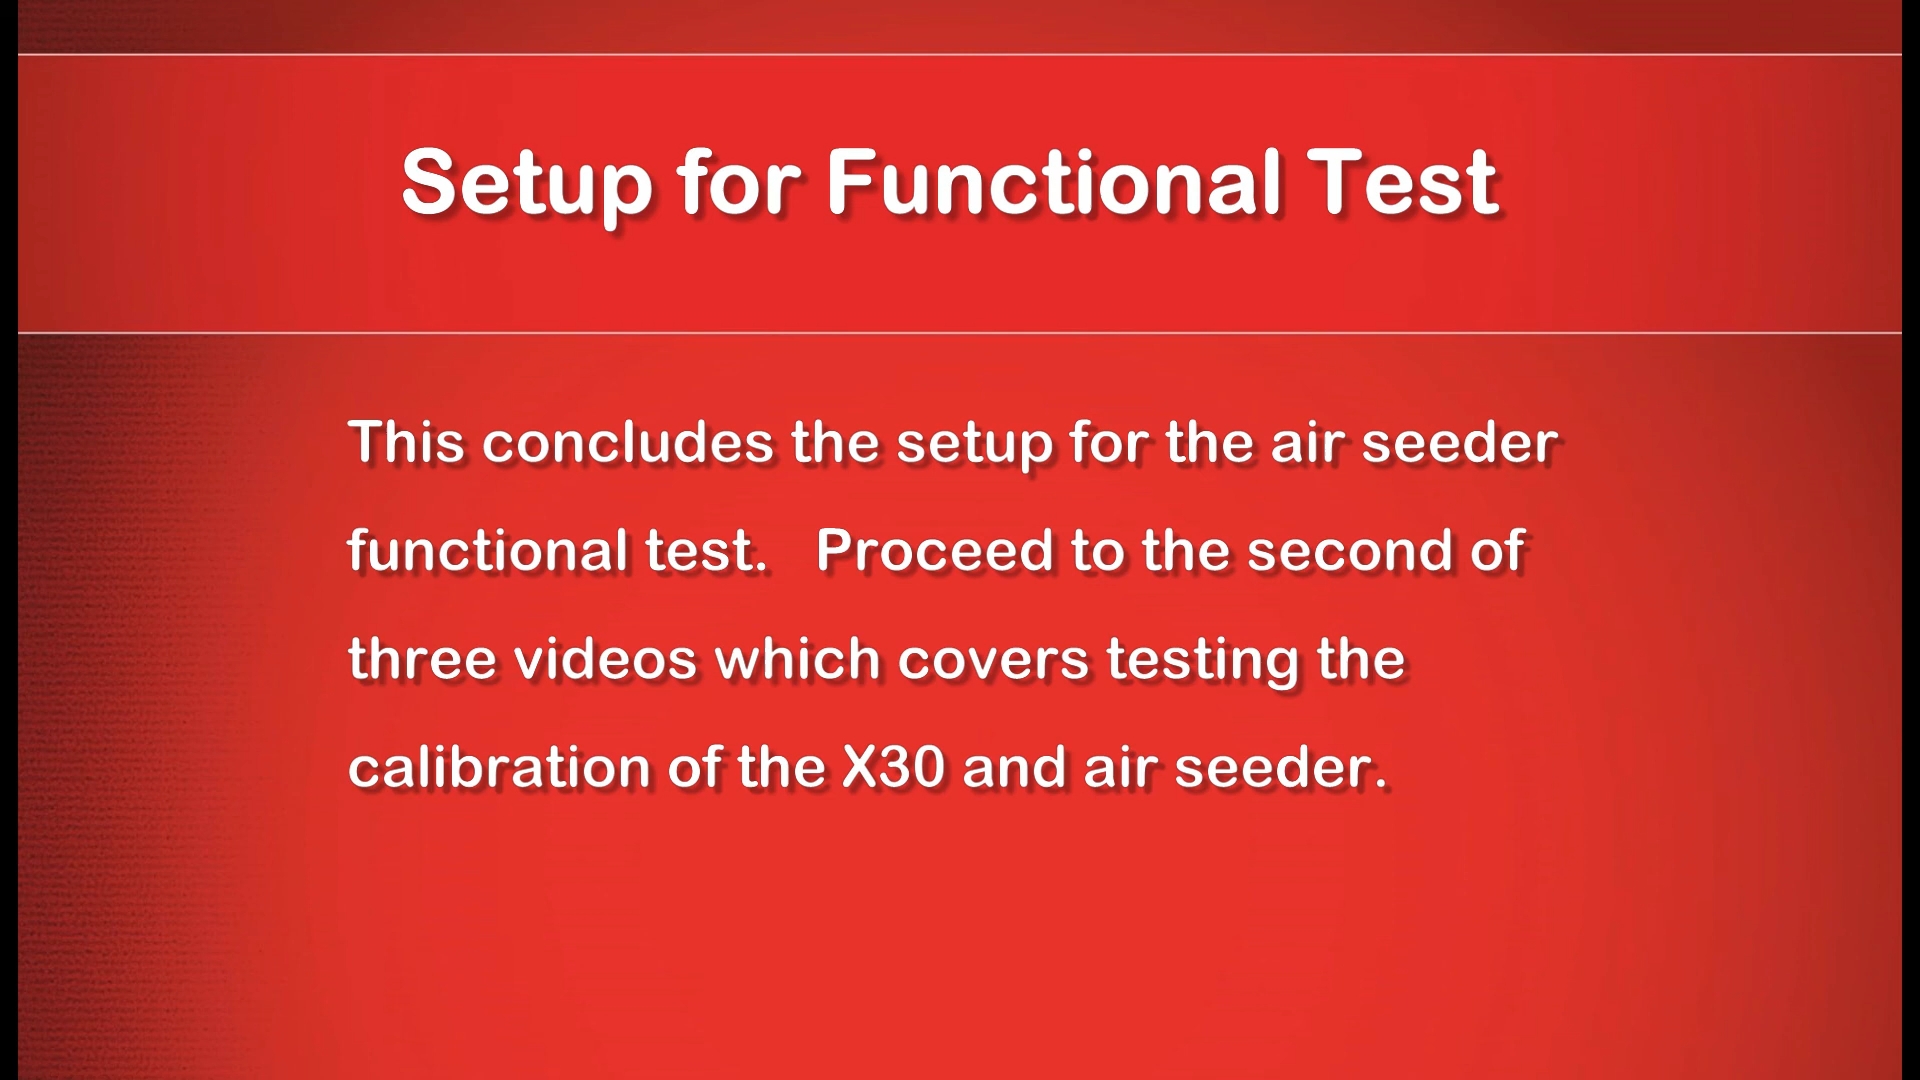 Setup for Functional Test
This concludes the setup for the air seeder
functional test.   Proceed to the second of
three videos which covers testing the
calibration of the X30 and air seeder.